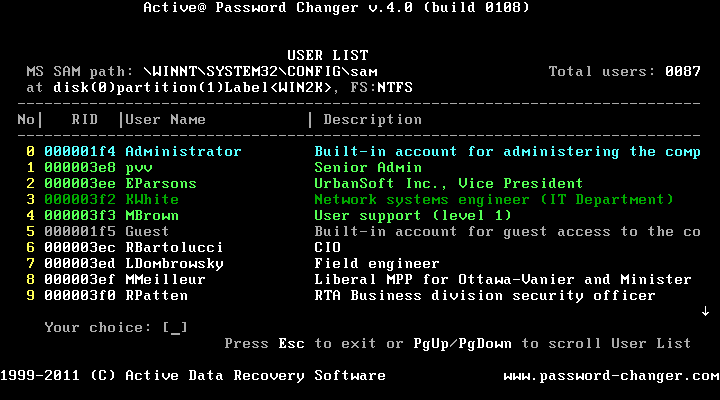 Active@ Password Changer v.4.0 (build 0108)
USER LIST
MS SAM path: \WINNT\SYSTEM32\CONFIG\sam Total users: 0087
at disk(0)partition(1)Label<WIN2K>, FS:NTFS
No| RID |User Name | Description
0 000001f4 Administrator Built-in account for administering the comp
1 000003e8 pvv Senior Admin
2 000003ee EParsons UrbanSoft Inc., Vice President
3 000003f2 KWhite Network systems engineer (IT Department)
4 000003f3 MBrown User support (level 1)
5 000001f5 Guest Built-in account for guest access to the co
6 000003ec RBartolucci CIO
7 000003ed LDombrowsky Field engineer
8 000003ef MMeilleur Liberal MPP for Ottawa-Vanier and Minister
9 000003f0 RPatten RTA Business division security officer
↓
Your choice: [_]
Press Esc to exit or PgUp/PgDown to scroll User List
1999-2011 (C) Active Data Recovery Software www.password-changer.com